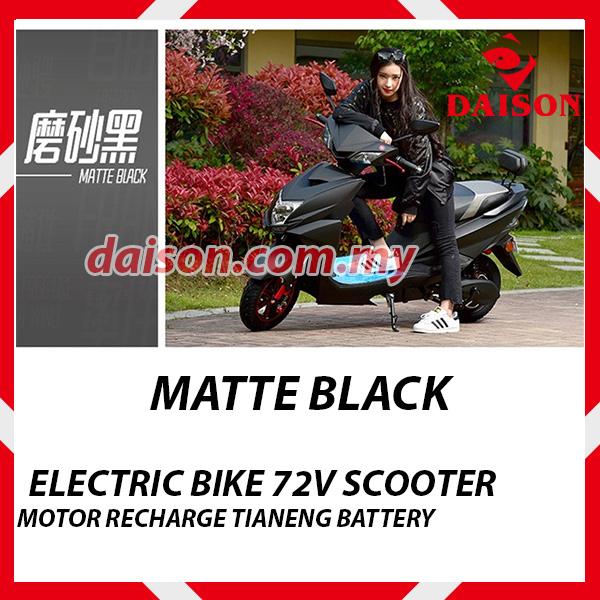 DAISON
磨砂黑
MATTE BLACK
daison.com.my
MATTE BLACK
ELECTRIC BIKE 72V SCOOTER
MOTOR RECHARGE TIANENG BATTERY